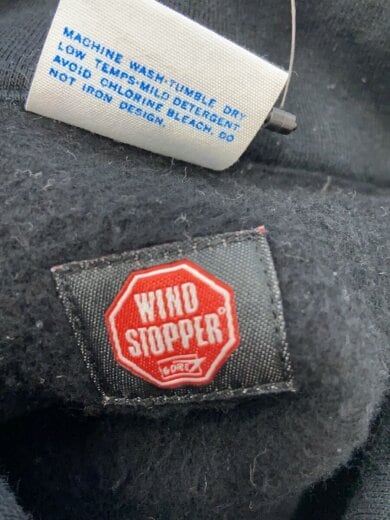 MACHINE WASH-TUMBLE DRY
LOW TEMPS-MILD DETERGENT
AVOID CHLORINE BLEACH, DO
NOT IRON DESIGN.
WIND
STOPPER®
GORE